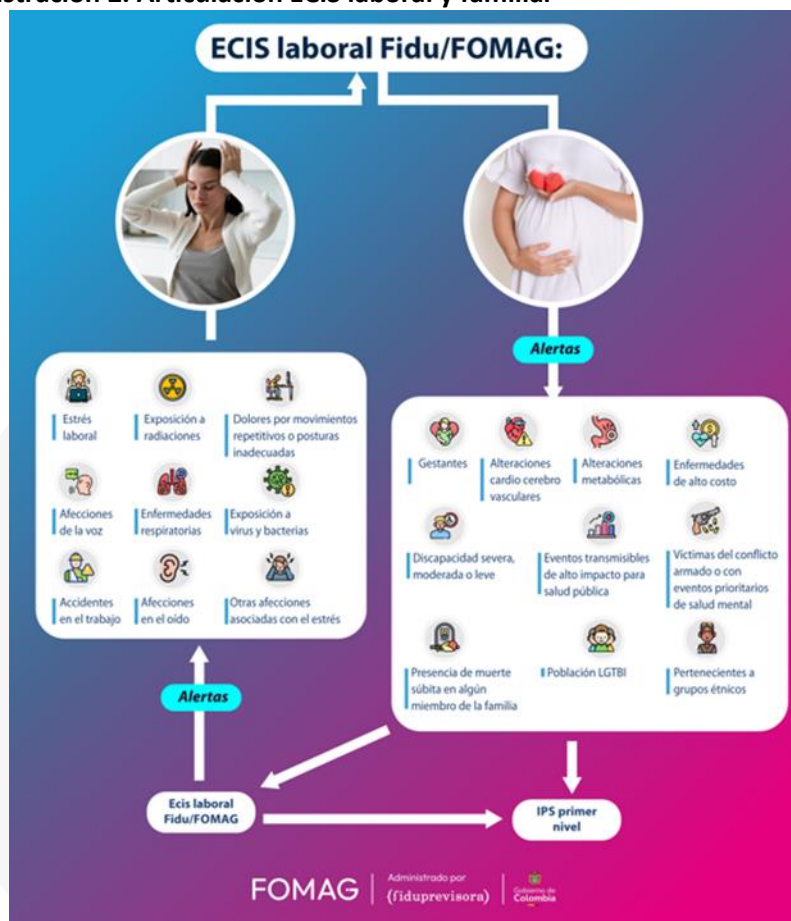 ECIS laboral Fidu/FOMAG:
Alertas
Estrés
laboral
Exposición a
radiaciones
Dolores por movimientos
repetitivos o posturas
inadecuadas
Afecciones
de la voz
Enfermedades
respiratorias
Exposición a
virus y bacterias
Accidentes
en el trabajo
Afecciones
en el oído
Otras afecciones
asociadas con el estrés
Gestantes
Alteraciones
cardio cerebro
vasculares
Alteraciones
metabólicas
Enfermedades
de alto costo
Discapacidad severa,
moderada o leve
Eventos transmisibles
de alto impacto para
salud pública
Víctimas del conflicto
armado o con
eventos prioritarios
de salud mental
Presencia de muerte
súbita en algún
miembro de la familia
Población LGTBI
Pertenecientes a
grupos étnicos
Alertas
Ecis laboral
Fidu/FOMAG
IPS primer
nivel
FOMAG
Administrado por
(fiduprevisora)
Gobierno de
Colombia